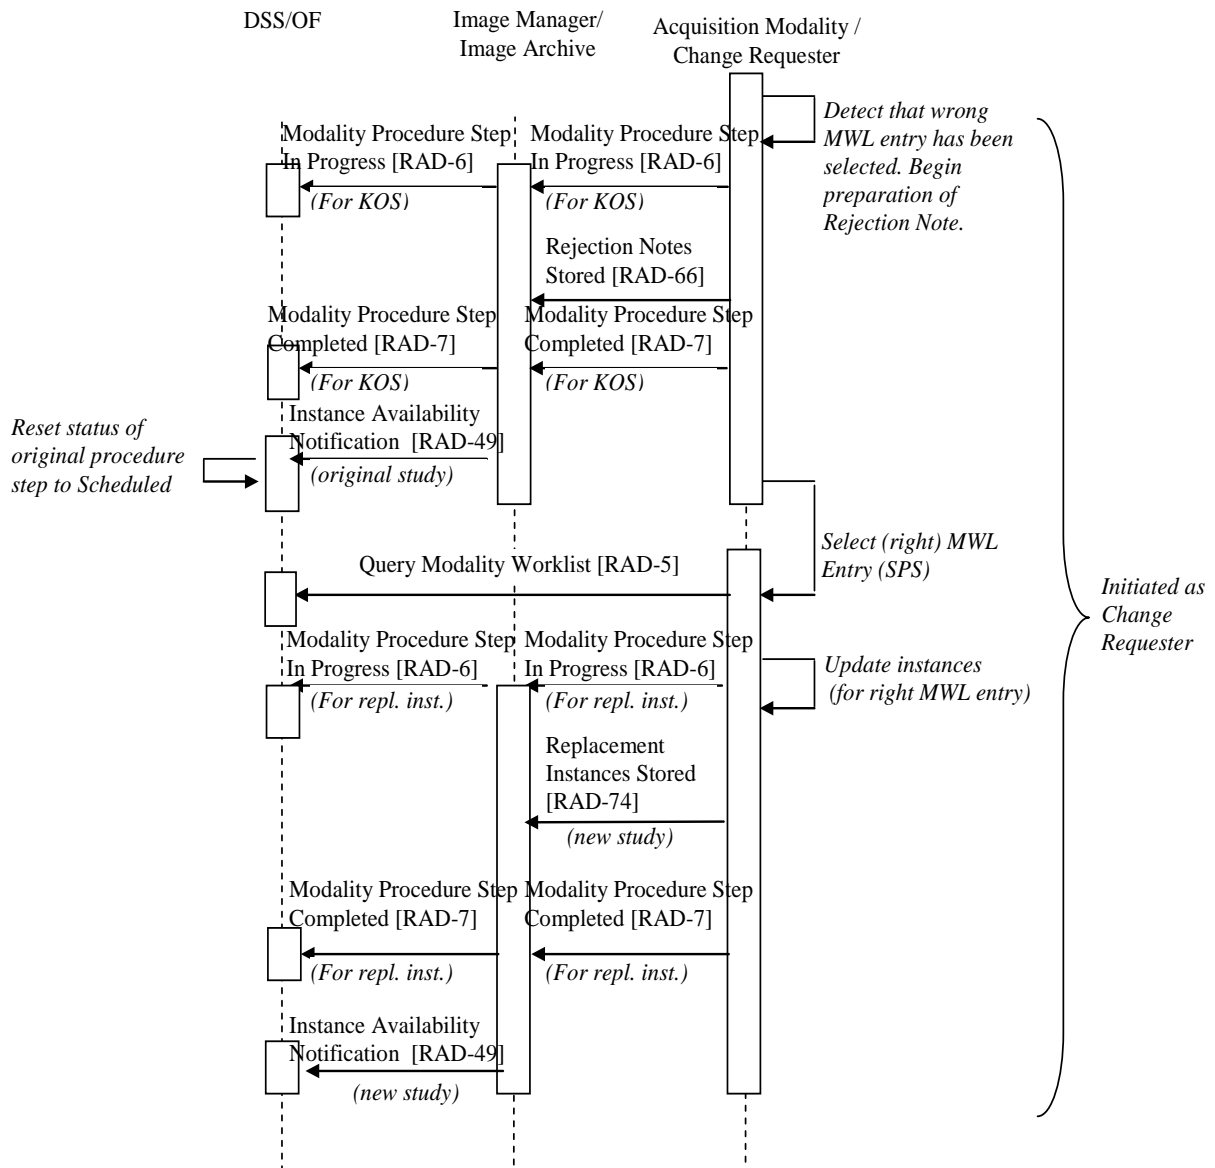 DSS/OF
Image Manager/
Image Archive
Acquisition Modality /
Change Requester
Detect that wrong
MWL entry has been
selected. Begin
preparation of
Rejection Note.
Modality Procedure Step
In Progress [RAD-6]
(For KOS)
Modality Procedure Step
In Progress [RAD-6]
(For KOS)
Rejection Notes
Stored [RAD-66]
Modality Procedure Step
Completed [RAD-7]
(For KOS)
Modality Procedure Step
Completed [RAD-7]
(For KOS)
Instance Availability
Notification [RAD-49]
(original study)
Reset status of
original procedure
step to Scheduled
Select (right) MWL
Entry (SPS)
Query Modality Worklist [RAD-5]
Initiated as
Change
Requester
Modality Procedure Step
In Progress [RAD-6]
(For repl. inst.)
Modality Procedure Step
In Progress [RAD-6]
(For repl. inst.)
Update instances
(for right MWL entry)
Replacement
Instances Stored
[RAD-74]
(new study)
Modality Procedure Step
Completed [RAD-7]
(For repl. inst.)
Modality Procedure Step
Completed [RAD-7]
(For repl. inst.)
Instance Availability
Notification [RAD-49]
(new study)